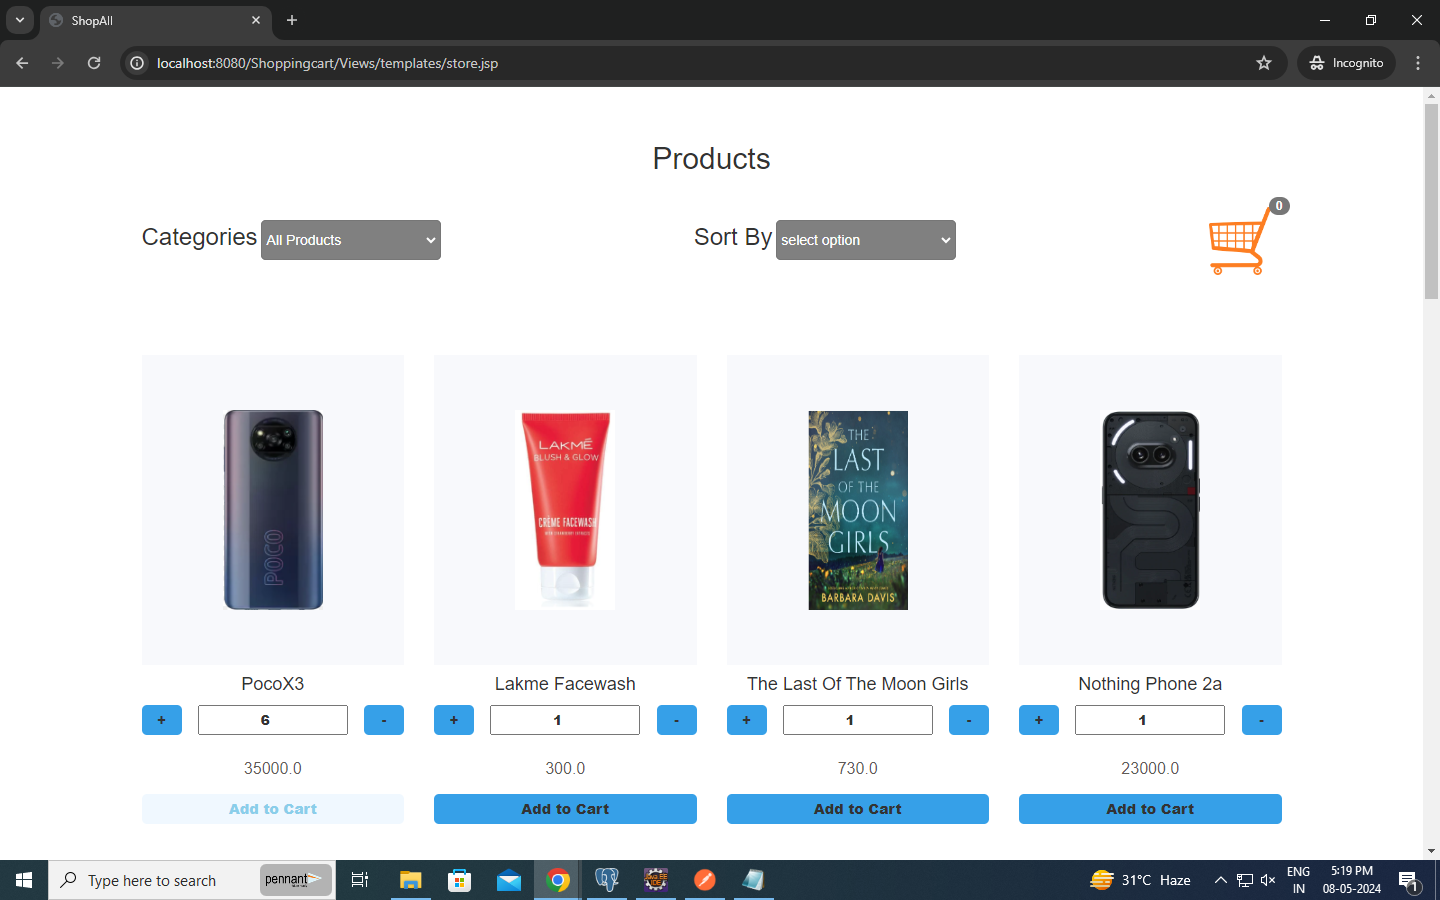 ShopAll
localhost:8080/Shoppingcart/Views/templates/store.jsp
Incognito
Products
Categories All Products
Sort By select option
0
POCO
LAKMĒ
BLUSH & GLOW
CRÈME FACEWASH
THE
LAST
OF THE
MOON
GIRLS
BARBARA DAVIS
PocoX3
Lakme Facewash
The Last Of The Moon Girls
Nothing Phone 2a
+ 6 -
+ 1 -
+ 1 -
+ 1 -
35000.0
300.0
730.0
23000.0
Add to Cart
Add to Cart
Add to Cart
Add to Cart
Type here to search
pennant
31°C Haze
ENG
IN
5:19 PM
08-05-2024
1